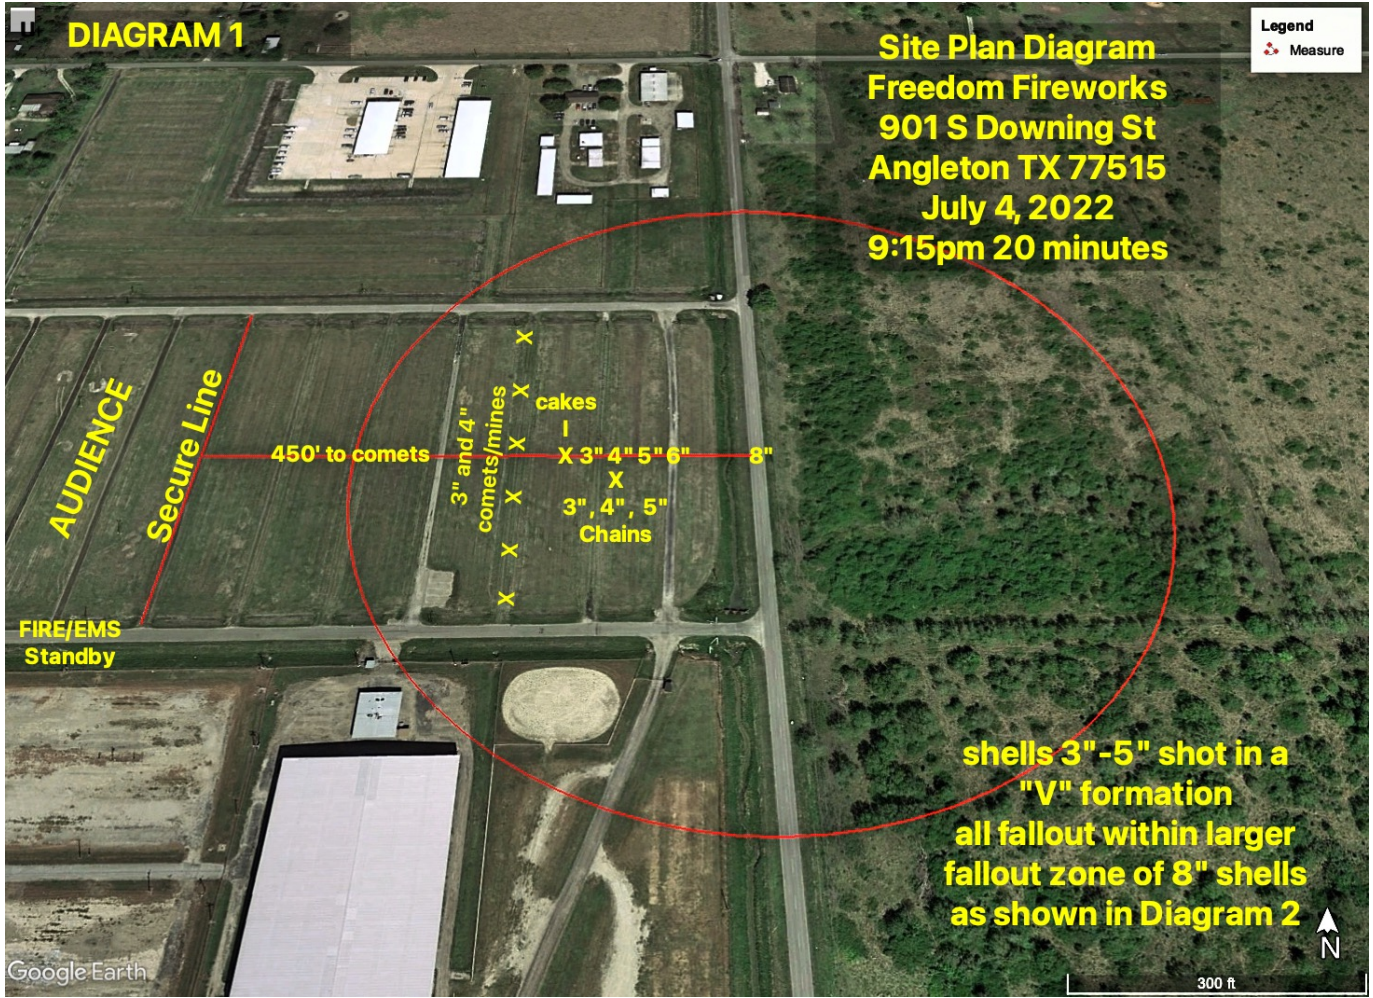 DIAGRAM 1
Site Plan Diagram
Freedom Fireworks
901 S Downing St
Angleton TX 77515
July 4, 2022
9:15pm 20 minutes
Legend
Measure
AUDIENCE
Secure Line
450' to comets
3" and 4"
comets/mines
X
X
X
X
X
X
cakes
I
X 3" 4" 5" 6" 8"
X
3", 4", 5"
Chains
FIRE/EMS
Standby
shells 3"-5" shot in a
"V" formation
all fallout within larger
fallout zone of 8" shells
as shown in Diagram 2
N
Google Earth
300 ft